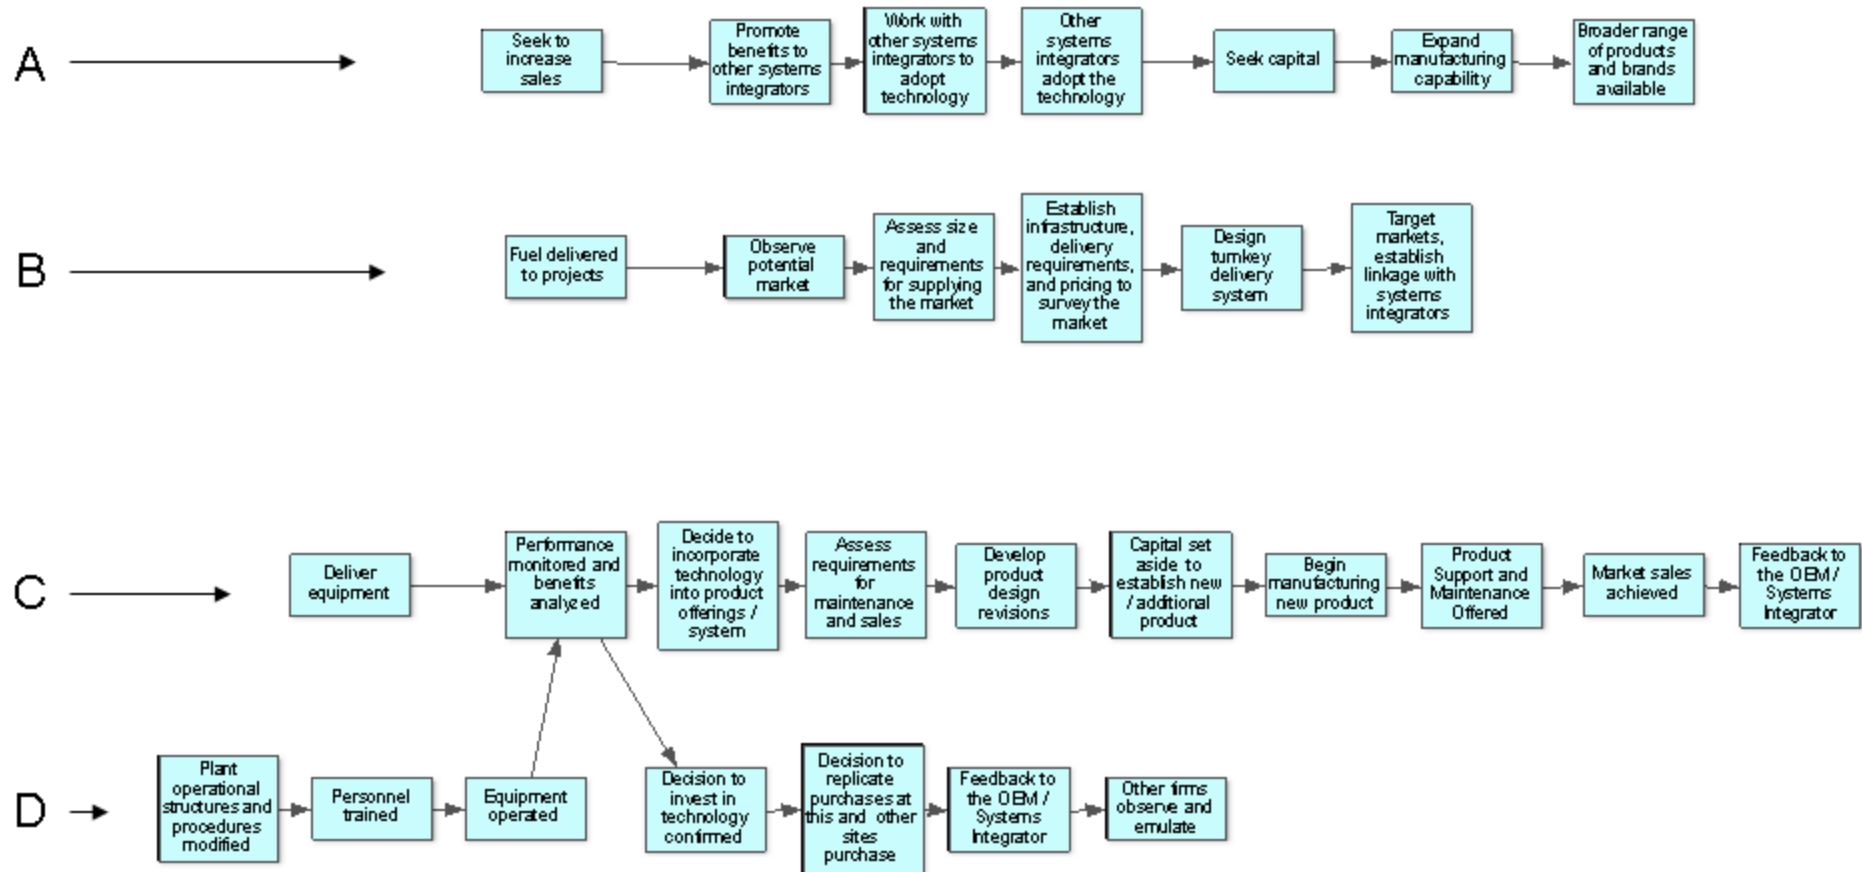 A
Seek to
increase
sales
Promote
benefits to
other systems
integrators
Work with
other systems
integrators to
adopt
technology
Other
systems
integrators
adopt the
technology
Seek capital
Expand
manufacturing
capability
Broader range
of products
and brands
available
B
Fuel delivered
to projects
Observe
potential
market
Assess size
and
requirements
for supplying
the market
Establish
infrastructure,
delivery
requirements,
and pricing to
survey the
market
Design
turnkey
delivery
system
Target
markets,
establish
linkage with
systems
integrators
C
Deliver
equipment
Performance
monitored and
benefits
analyzed
Decide to
incorporate
technology
into product
offerings /
system
Assess
requirements
for
maintenance
and sales
Develop
product
design
revisions
Capital set
aside to
establish new
/ additional
product
Begin
manufacturing
new product
Product
Support and
Maintenance
Offered
Market sales
achieved
Feedback to
the OEM /
Systems
Integrator
D
Plant
operational
structures and
procedures
modified
Personnel
trained
Equipment
operated
Decision to
invest in
technology
confirmed
Decision to
replicate
purchases at
this and other
sites
purchase
Feedback to
the OEM /
Systems
Integrator
Other firms
observe and
emulate